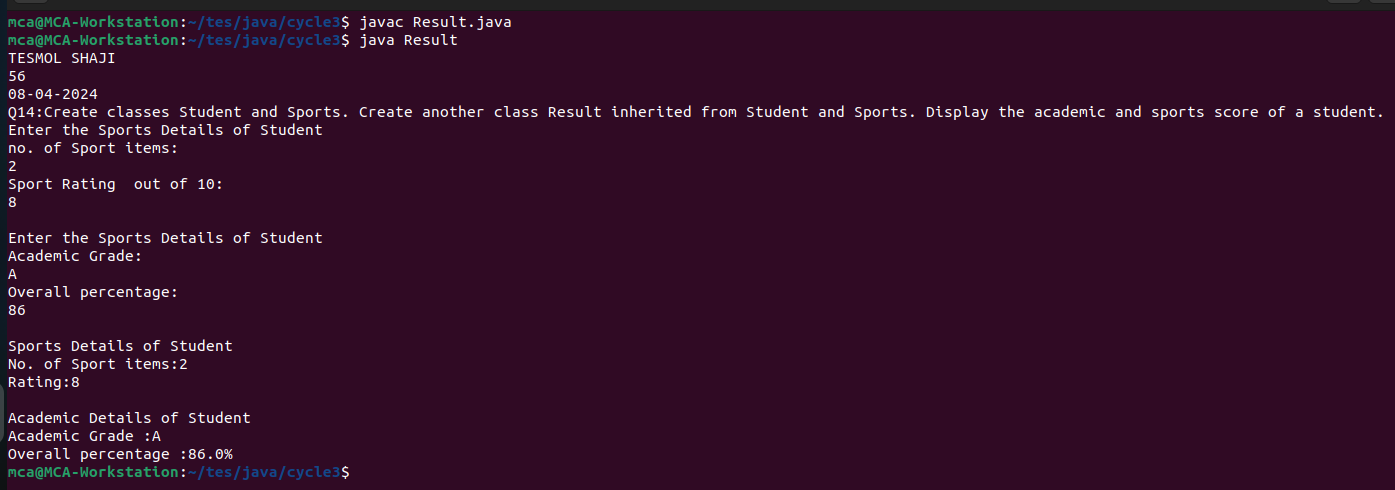 mca@MCA-Workstation:~/tes/java/cycle3$ javac Result.java
mca@MCA-Workstation:~/tes/java/cycle3$ java Result
TESMOL SHAJI
56
08-04-2024
Q14:Create classes Student and Sports. Create another class Result inherited from Student and Sports. Display the academic and sports score of a student.
Enter the Sports Details of Student
no. of Sport items:
2
Sport Rating  out of 10:
8
Enter the Sports Details of Student
Academic Grade:
A
Overall percentage:
86
Sports Details of Student
No. of Sport items:2
Rating:8
Academic Details of Student
Academic Grade :A
Overall percentage :86.0%
mca@MCA-Workstation:~/tes/java/cycle3$